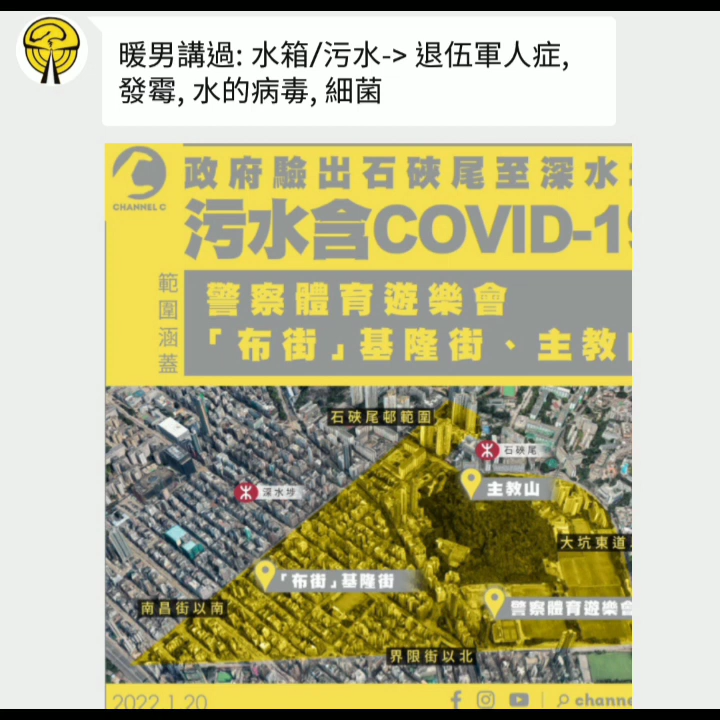 暖男講過: 水箱/污水-> 退伍軍人症,
發霉, 水的病毒, 細菌
CHANNEL C
政府驗出石硤尾至深水
污水含COVID-19
範圍涵蓋
警察體育遊樂會
「布街」基隆街、主教
石硤尾邨範圍
石硤尾
主教山
深水埗
大坑東道
「布街」基隆街
南昌街以南
警察體育遊樂會
界限街以北
2022.1.20
channe